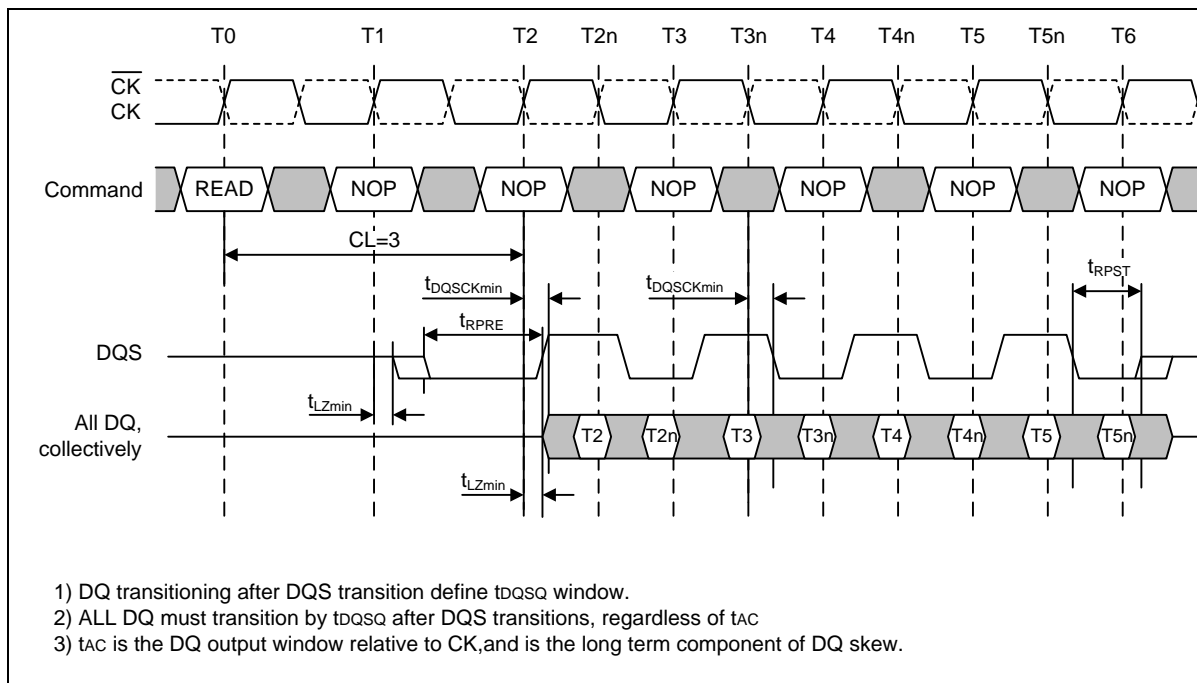 T0 T1 T2 T2n T3 T3n T4 T4n T5 T5n T6
CK
CK
Command READ NOP NOP NOP NOP NOP NOP
CL=3
tDQSCKmin tDQSCKmin tRPST
tRPRE
DQS
tLZmin
All DQ, T2 T2n T3 T3n T4 T4n T5 T5n
collectively
tLZmin
1) DQ transitioning after DQS transition define tDQSQ window.
2) ALL DQ must transition by tDQSQ after DQS transitions, regardless of tAC
3) tAC is the DQ output window relative to CK,and is the long term component of DQ skew.